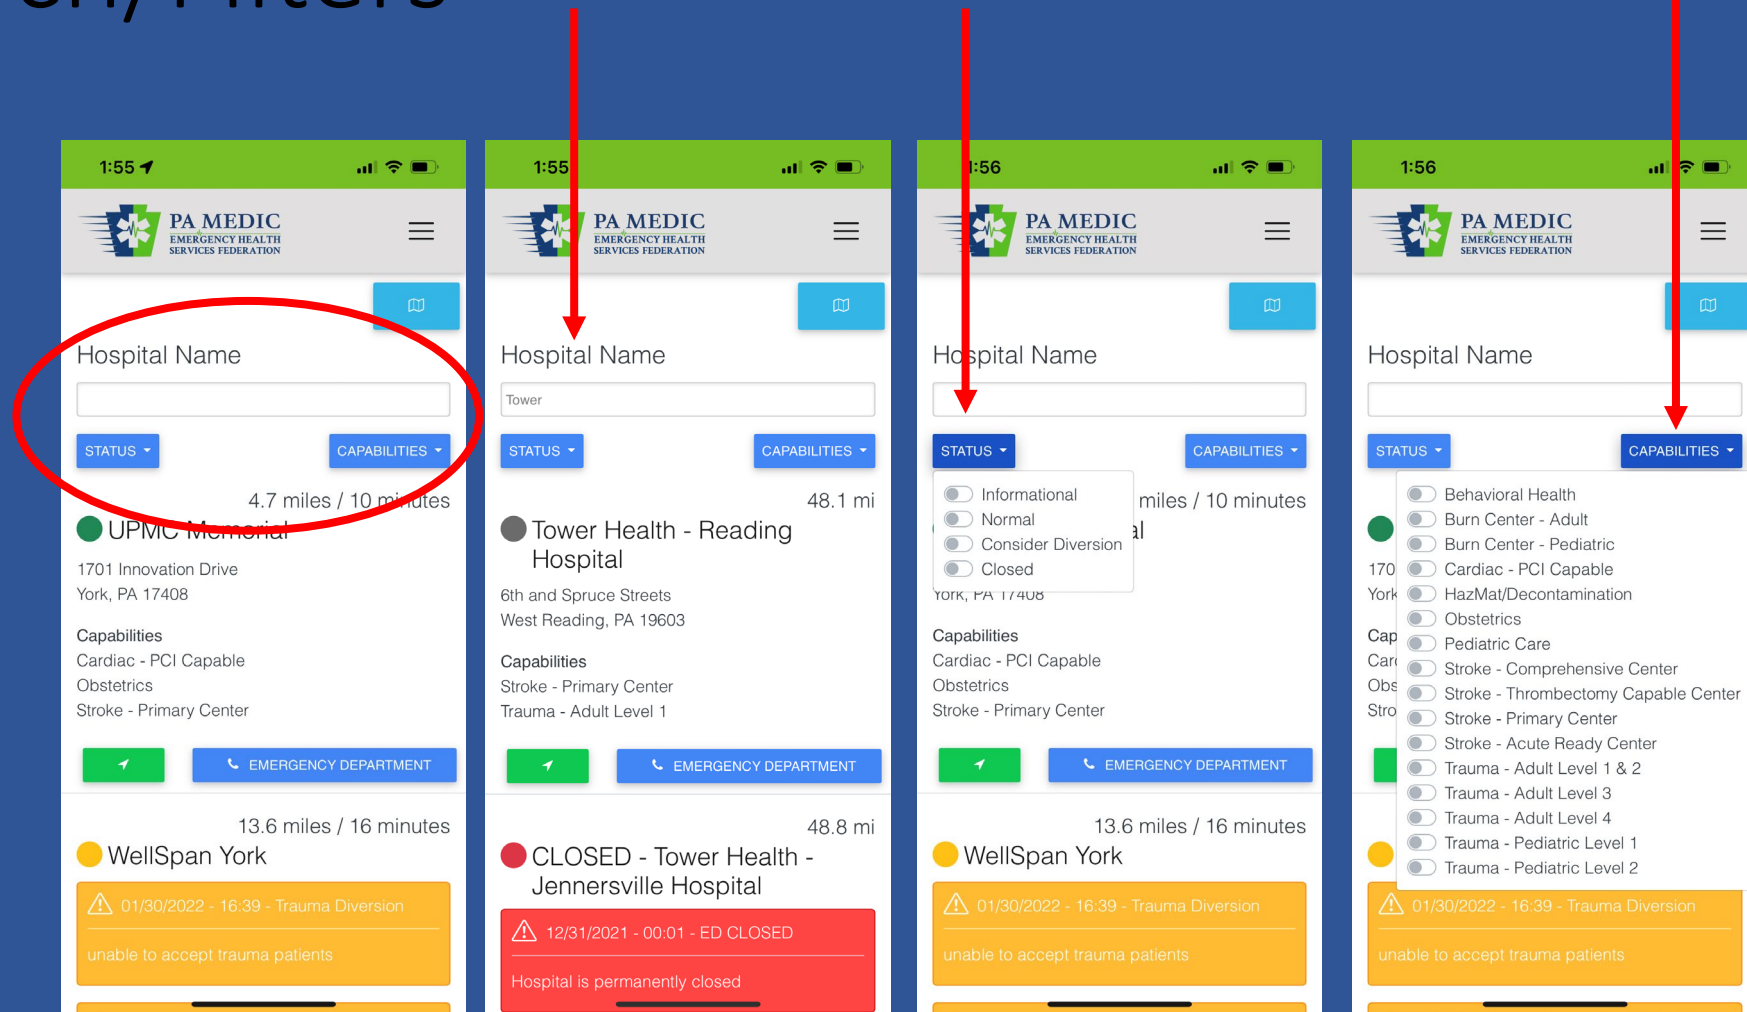 /Filters
1:55
PA MEDIC
EMERGENCY HEALTH
SERVICES FEDERATION
Hospital Name
STATUS
CAPABILITIES
4.7 miles / 10 minutes
UPMC Memorial
1701 Innovation Drive
York, PA 17408
Capabilities
Cardiac - PCI Capable
Obstetrics
Stroke - Primary Center
EMERGENCY DEPARTMENT
13.6 miles / 16 minutes
WellSpan York
01/30/2022 - 16:39 - Trauma Diversion
unable to accept trauma patients
1:55
PA MEDIC
EMERGENCY HEALTH
SERVICES FEDERATION
Hospital Name
Tower
STATUS
CAPABILITIES
48.1 mi
Tower Health - Reading
Hospital
6th and Spruce Streets
West Reading, PA 19603
Capabilities
Stroke - Primary Center
Trauma - Adult Level 1
EMERGENCY DEPARTMENT
48.8 mi
CLOSED - Tower Health -
Jennersville Hospital
12/31/2021 - 00:01 - ED CLOSED
Hospital is permanently closed
1:56
PA MEDIC
EMERGENCY HEALTH
SERVICES FEDERATION
Hospital Name
STATUS
CAPABILITIES
Informational
Normal
Consider Diversion
Closed
miles / 10 minutes
al
York, PA 17408
Capabilities
Cardiac - PCI Capable
Obstetrics
Stroke - Primary Center
EMERGENCY DEPARTMENT
13.6 miles / 16 minutes
WellSpan York
01/30/2022 - 16:39 - Trauma Diversion
unable to accept trauma patients
1:56
PA MEDIC
EMERGENCY HEALTH
SERVICES FEDERATION
Hospital Name
STATUS
CAPABILITIES
Behavioral Health
Burn Center - Adult
Burn Center - Pediatric
Cardiac - PCI Capable
HazMat/Decontamination
Obstetrics
Pediatric Care
Stroke - Comprehensive Center
Stroke - Thrombectomy Capable Center
Stroke - Primary Center
Stroke - Acute Ready Center
Trauma - Adult Level 1 & 2
Trauma - Adult Level 3
Trauma - Adult Level 4
Trauma - Pediatric Level 1
Trauma - Pediatric Level 2
170
York
Cap
Card
Obs
Stro
01/30/2022 - 16:39 - Trauma Diversion
unable to accept trauma patients